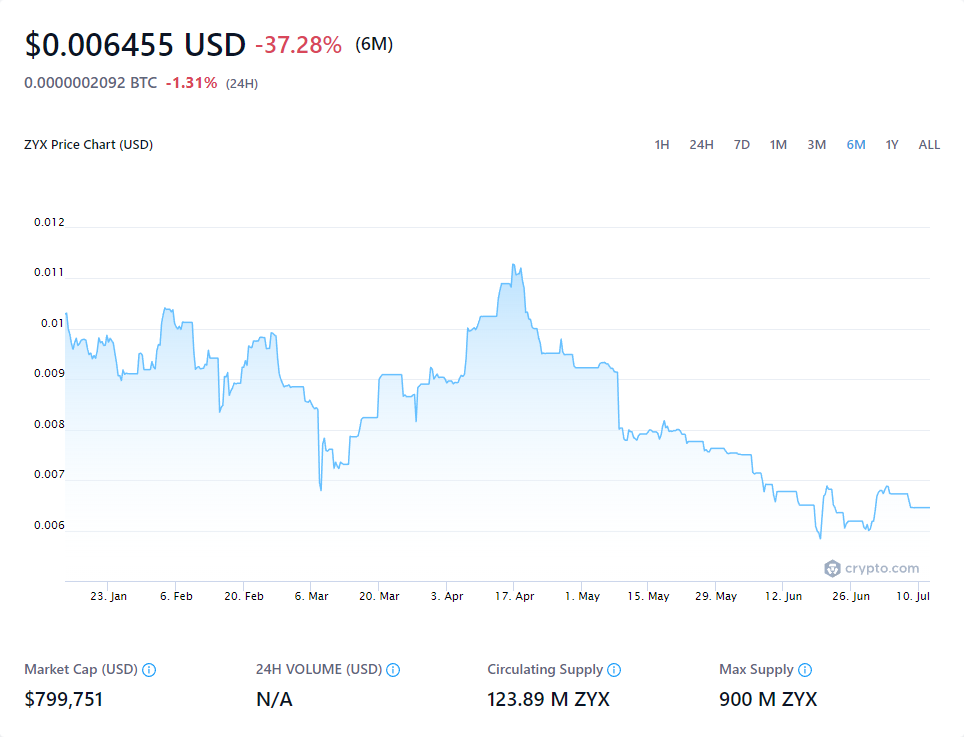 $0.006455 USD -37.28% (6M)
0.0000002092 BTC -1.31% (24H)
ZYX Price Chart (USD) 1H 24H 7D 1M 3M 6M 1Y ALL
0.012
0.011
0.01
0.009
0.008
0.007
0.006
crypto.com
23. Jan 6. Feb 20. Feb 6. Mar 20. Mar 3. Apr 17. Apr 1. May 15. May 29. May 12. Jun 26. Jun 10. Jul
Market Cap (USD) 24H VOLUME (USD) Circulating Supply Max Supply
$799,751 N/A 123.89 M ZYX 900 M ZYX